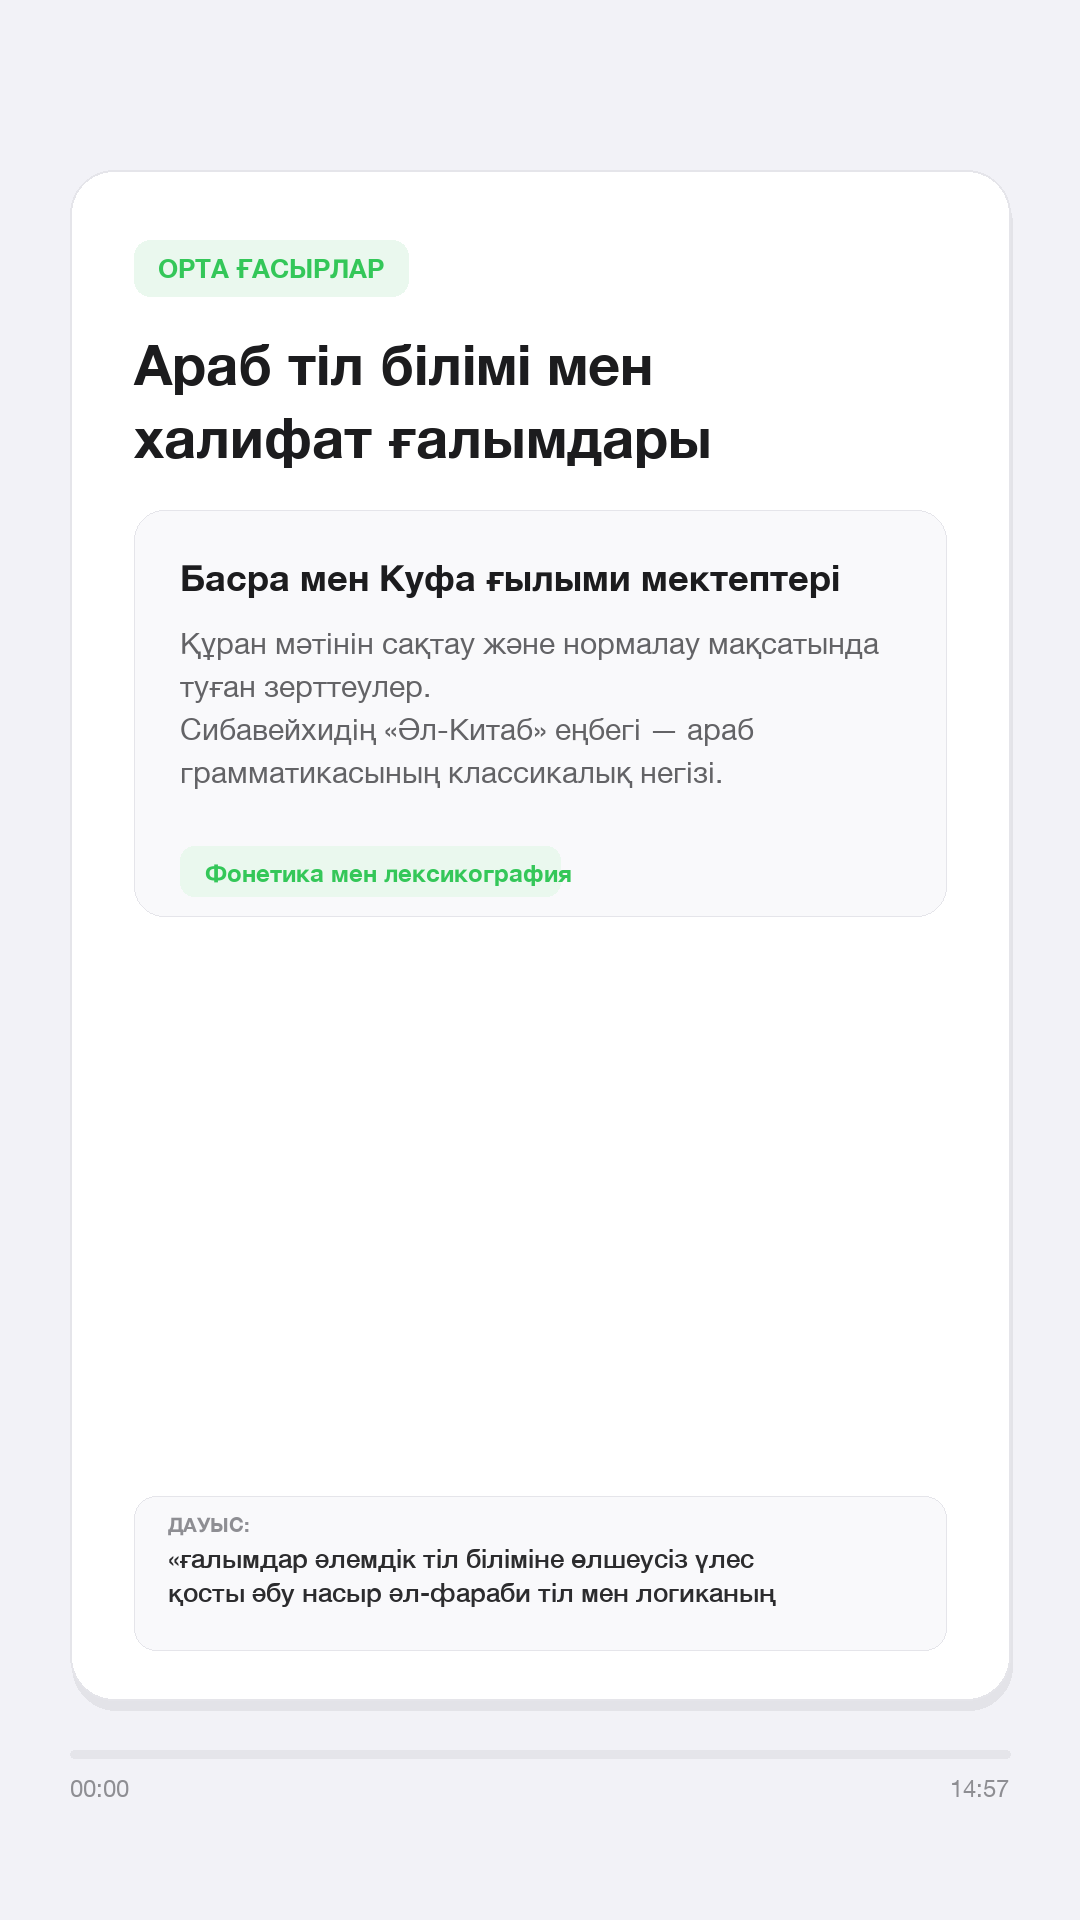 ОРТА ҒАСЫРЛАР
Араб тіл білімі мен
халифат ғалымдары
Басра мен Куфа ғылыми мектептері
Құран мәтінін сақтау және нормалау мақсатында
туған зерттеулер.
Сибавейхидің «Әл-Китаб» еңбегі — араб
грамматикасының классикалық негізі.
Фонетика мен лексикография
ДАУЫС:
«ғалымдар әлемдік тіл біліміне өлшеусіз үлес
қосты әбу насыр әл-фараби тіл мен логиканың
00:00
14:57